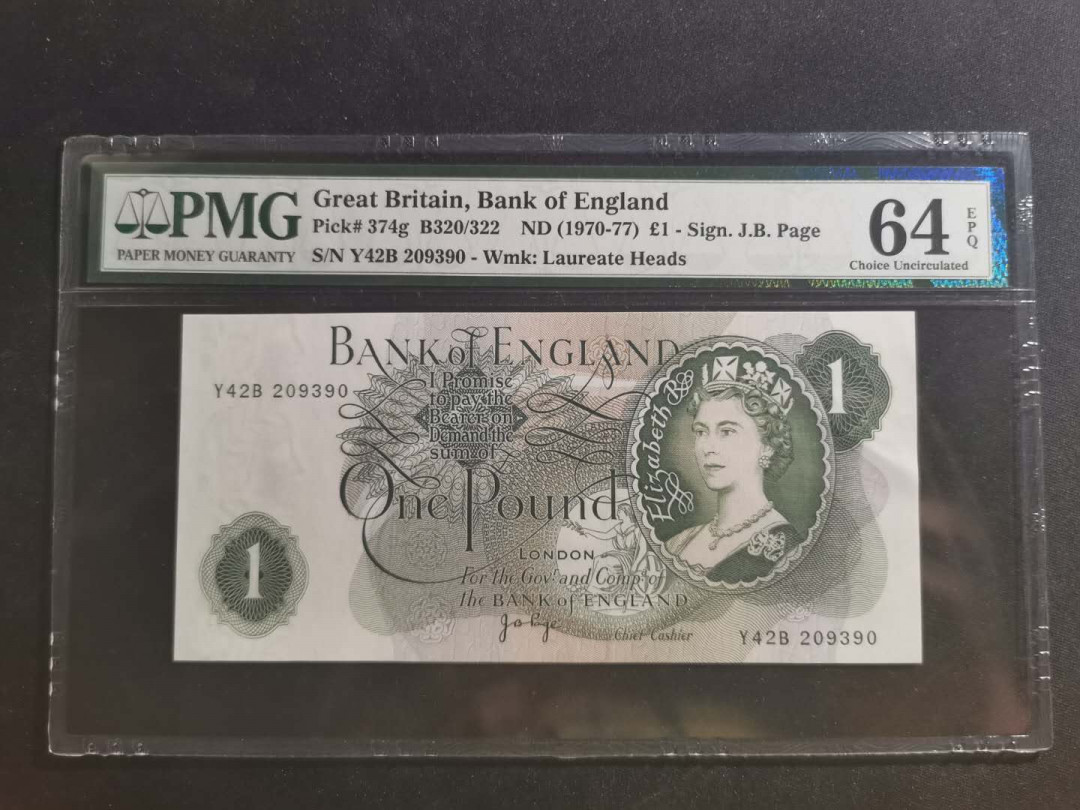 PMG
PAPER MONEY GUARANTY
Great Britain, Bank of England
Pick# 374g B320/322 ND (1970-77) £1 - Sign. J.B. Page
S/N Y42B 209390 - Wmk: Laureate Heads
64
EPQ
Choice Uncirculated
BANK of ENGLAND
Y42B 209390
I Promise
to pay the
Bearer on
Demand the
sum of
One Pound
LONDON
For the Govr and Compa of
the BANK of ENGLAND
Chief Cashier
Elizabeth R
1
1
Y42B 209390